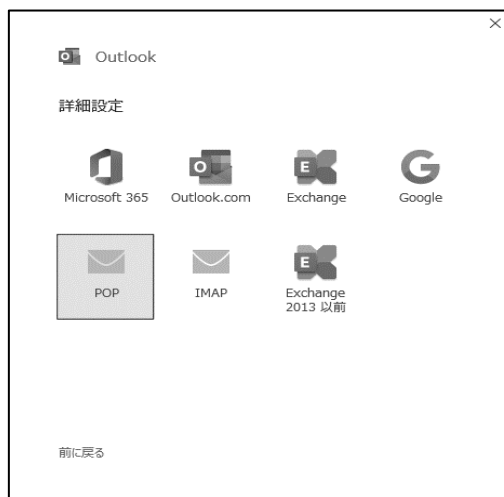 Outlook
詳細設定
Microsoft 365
Outlook.com
Exchange
Google
POP
IMAP
Exchange
2013 以前
前に戻る